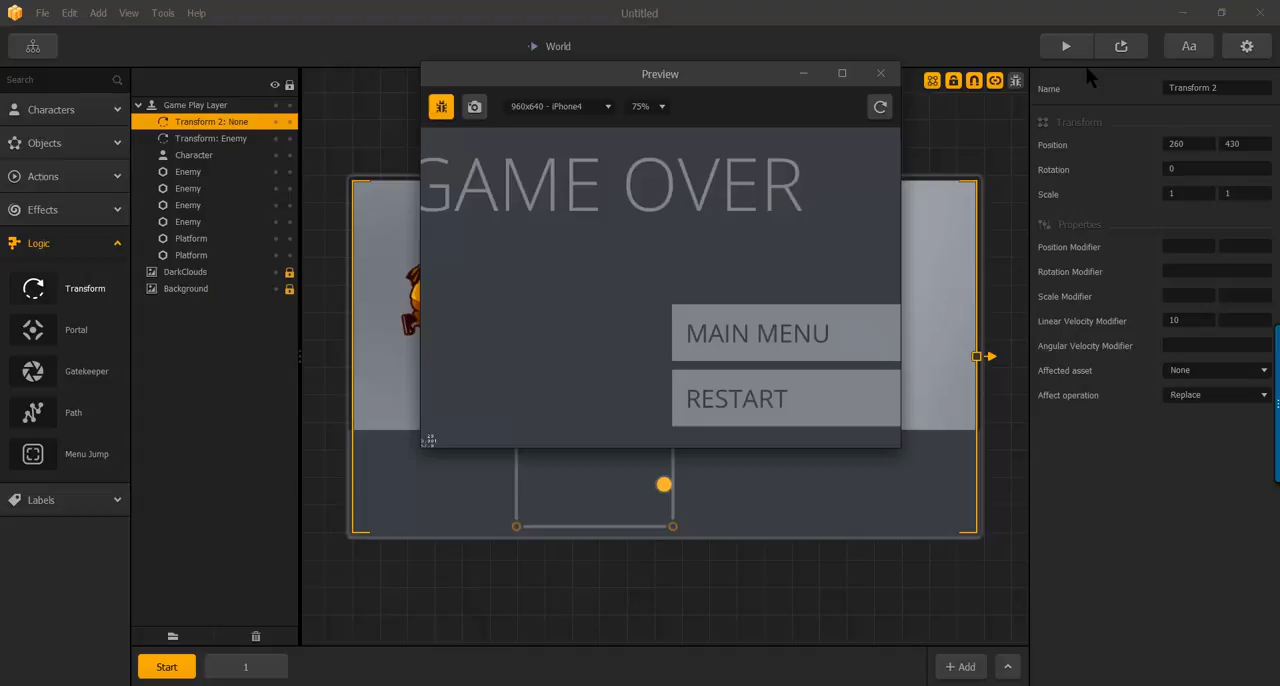 File Edit Add View Tools Help
Untitled
World
Aa
Search
Characters
Objects
Actions
Effects
Logic
Transform
Portal
Gatekeeper
Path
Menu Jump
Labels
Game Play Layer
Transform 2: None
Transform: Enemy
Character
Enemy
Enemy
Enemy
Enemy
Platform
Platform
DarkClouds
Background
Preview
960x640 - iPhone4
75%
GAME OVER
MAIN MENU
RESTART
Name Transform 2
Transform
Position 260 430
Rotation 0
Scale 1 1
Properties
Position Modifier
Rotation Modifier
Scale Modifier
Linear Velocity Modifier 10
Angular Velocity Modifier
Affected asset None
Affect operation Replace
Start 1
+ Add